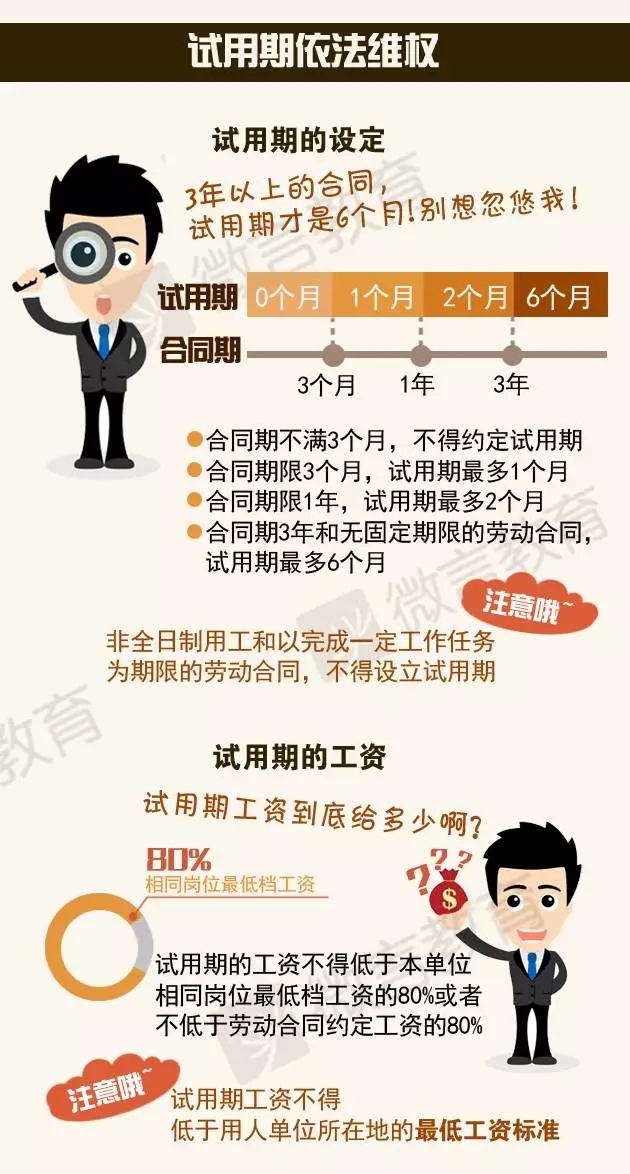 试用期依法维权
试用期的设定
3年以上的合同,
试用期才是6个月!别想忽悠我!
试用期 0个月 1个月 2个月 6个月
合同期
3个月 1年 3年
合同期不满3个月，不得约定试用期
合同期限3个月，试用期最多1个月
合同期限1年，试用期最多2个月
合同期3年和无固定期限的劳动合同，
试用期最多6个月
注意哦~
非全日制用工和以完成一定工作任务
为期限的劳动合同，不得设立试用期
试用期的工资
试用期工资到底给多少啊?
80%
相同岗位最低档工资
???
$
试用期的工资不得低于本单位
相同岗位最低档工资的80%或者
不低于劳动合同约定工资的80%
注意哦~
试用期工资不得
低于用人单位所在地的最低工资标准
微言教育
微言教育
教育
微言教育